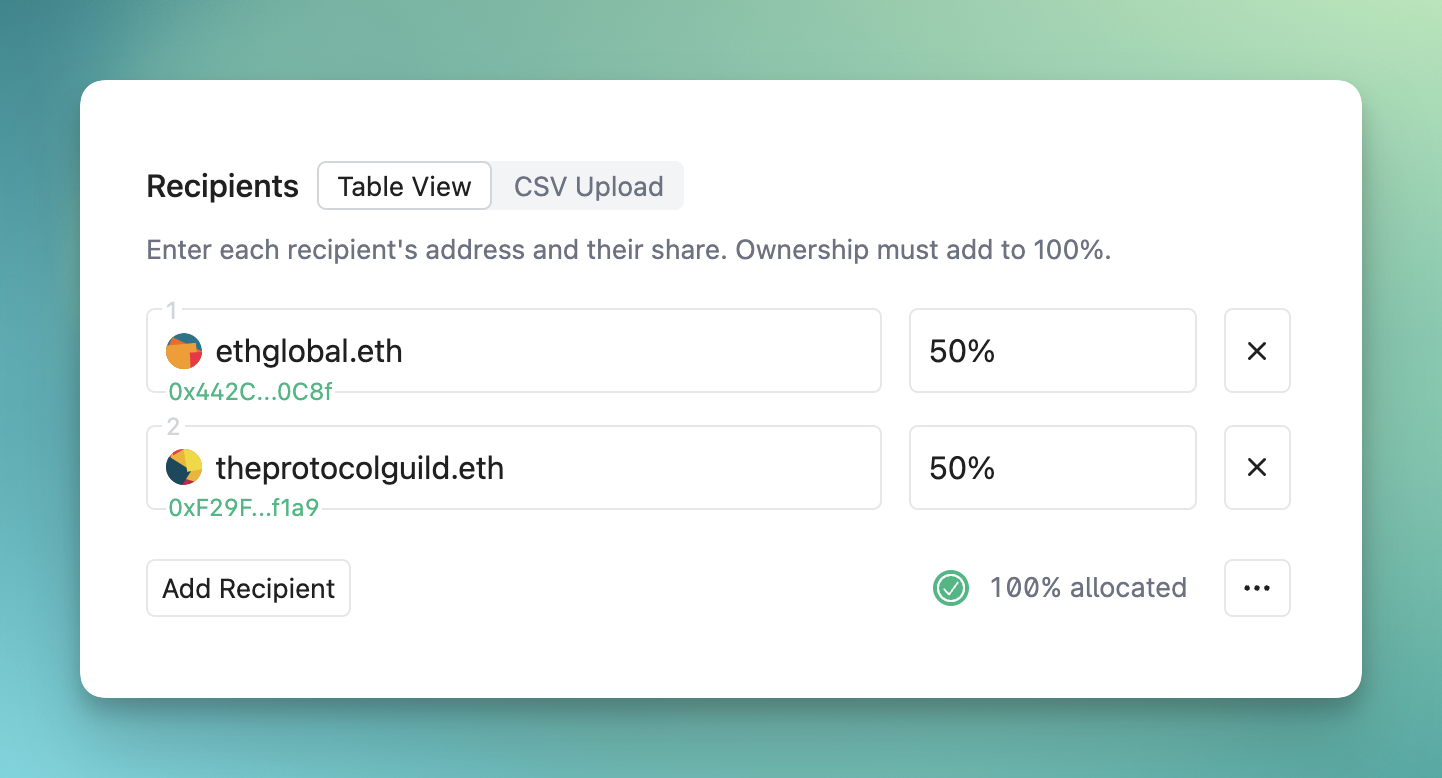 Recipients Table View CSV Upload
Enter each recipient's address and their share. Ownership must add to 100%.
1
ethglobal.eth 50%
0x442C...0C8f
2
theprotocolguild.eth 50%
0xF29F...f1a9
Add Recipient 100% allocated